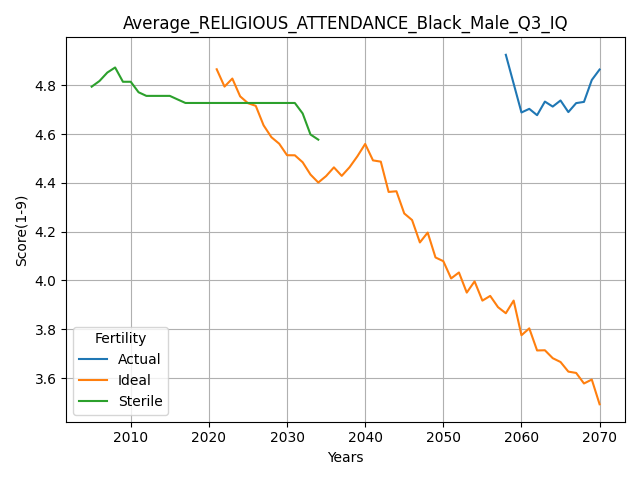 Average_RELIGIOUS_ATTENDANCE_Black_Male_Q3_IQ
Score(1-9)
4.8
4.6
4.4
4.2
4.0
3.8
3.6
Fertility
Actual
Ideal
Sterile
2010 2020 2030 2040 2050 2060 2070
Years